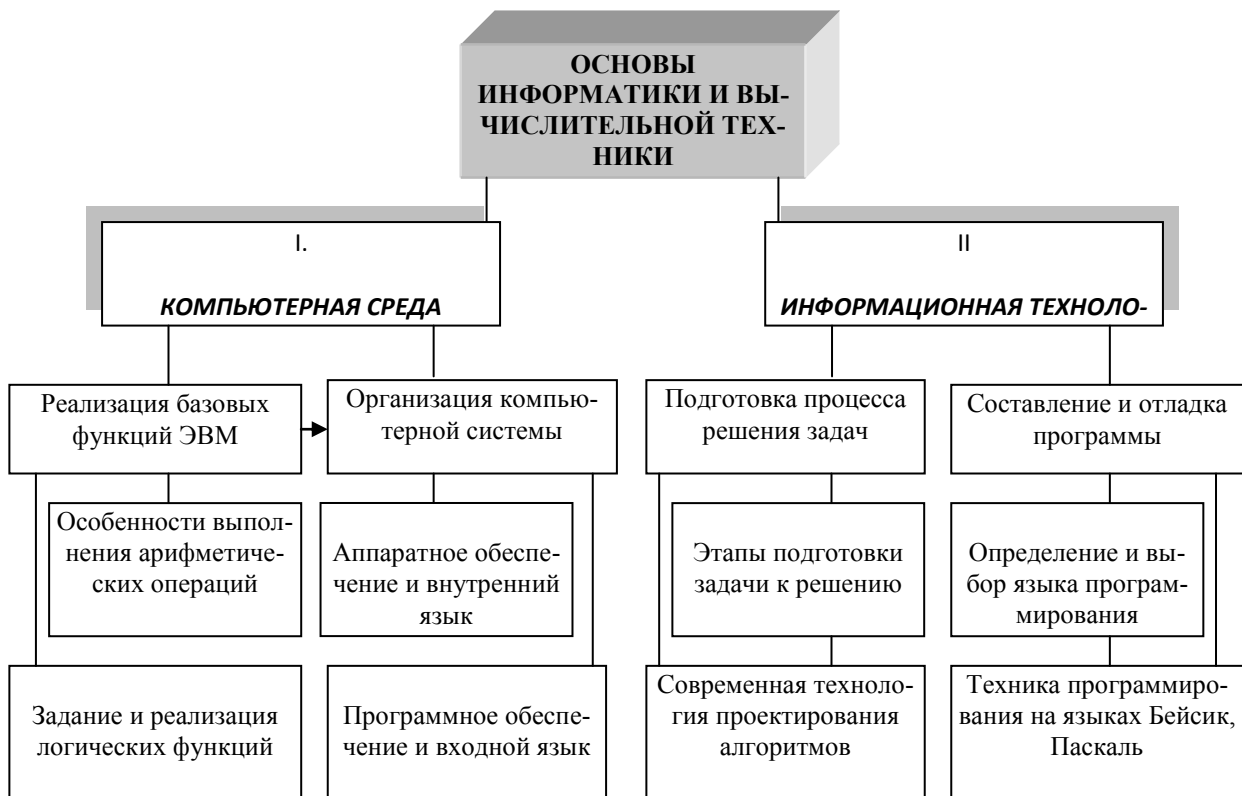 ОСНОВЫ
ИНФОРМАТИКИ И ВЫ-
ЧИСЛИТЕЛЬНОЙ ТЕХ-
НИКИ
I.
КОМПЬЮТЕРНАЯ СРЕДА
II
ИНФОРМАЦИОННАЯ ТЕХНОЛО-
Реализация базовых
функций ЭВМ
Организация компью-
терной системы
Подготовка процесса
решения задач
Составление и отладка
программы
Особенности выпол-
нения арифметиче-
ских операций
Аппаратное обеспе-
чение и внутренний
язык
Этапы подготовки
задачи к решению
Определение и вы-
бор языка програм-
мирования
Задание и реализация
логических функций
Программное обеспе-
чение и входной язык
Современная техноло-
гия проектирования
алгоритмов
Техника программиро-
вания на языках Бейсик,
Паскаль